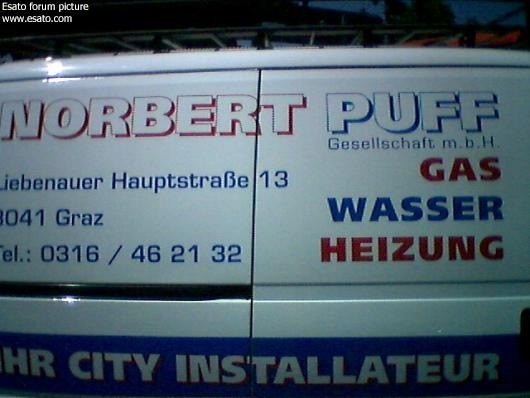 Esato forum picture
www.esato.com
NORBERT PUFF
Gesellschaft m.b.H.
Liebenauer Hauptstraße 13
8041 Graz
Tel.: 0316 / 46 21 32
GAS
WASSER
HEIZUNG
IHR CITY INSTALLATEUR